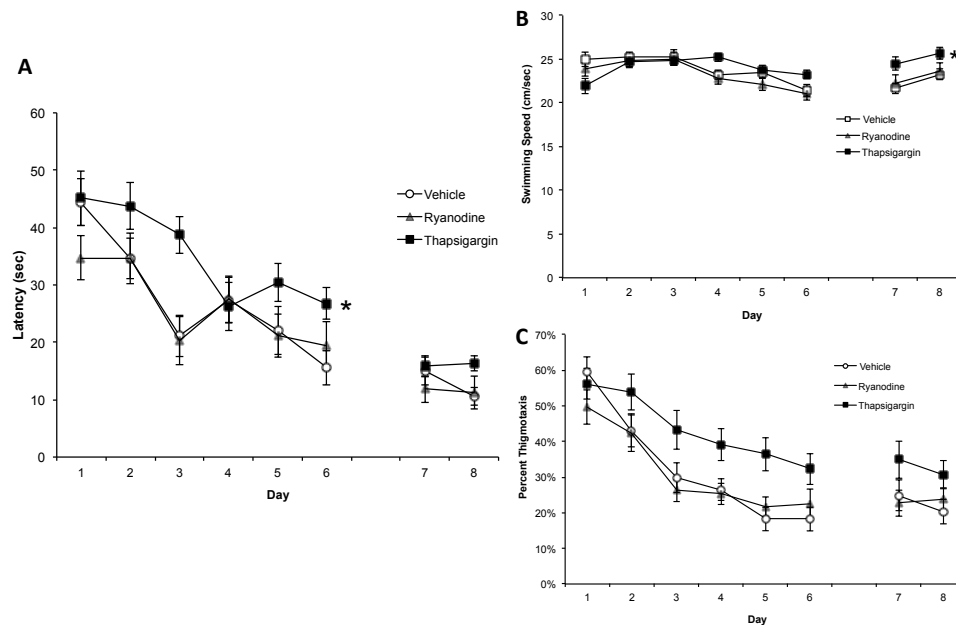 A
60
50
40
30
20
10
0
Latency (sec)
1 2 3 4 5 6 7 8
Day
Vehicle
Ryanodine
Thapsigargin
*
B
30
25
20
15
10
5
0
Swimming Speed (cm/sec)
1 2 3 4 5 6 7 8
Day
Vehicle
Ryanodine
Thapsigargin
*
C
70%
60%
50%
40%
30%
20%
10%
0%
Percent Thigmotaxis
1 2 3 4 5 6 7 8
Day
Vehicle
Ryanodine
Thapsigargin